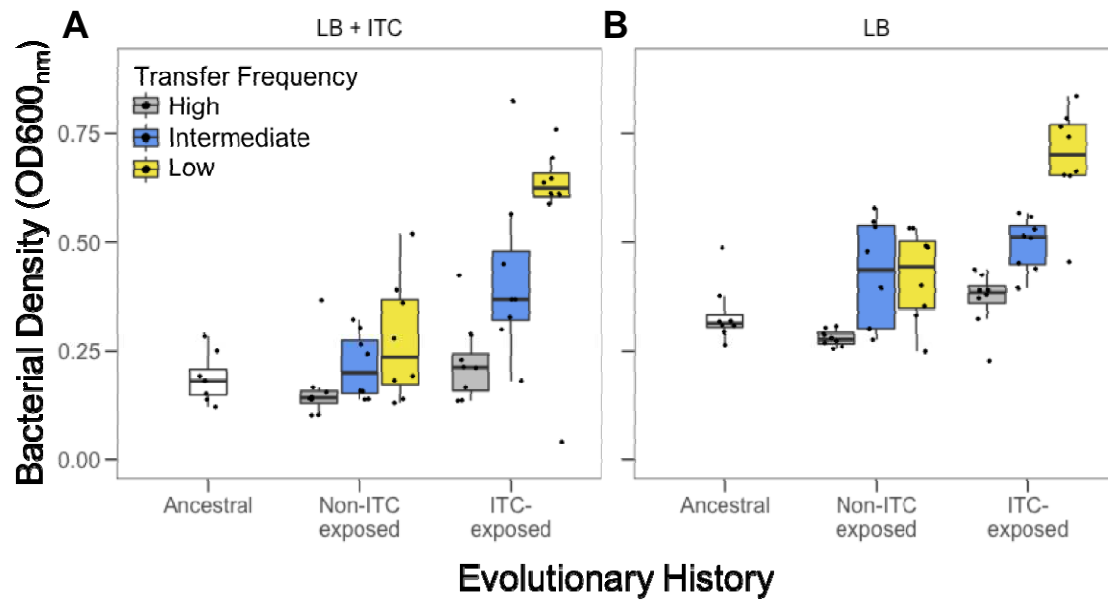 A
LB + ITC
B
LB
Bacterial Density (OD600nm)
Transfer Frequency
High
Intermediate
Low
0.75
0.50
0.25
0.00
Ancestral
Non-ITC
exposed
ITC-
exposed
Ancestral
Non-ITC
exposed
ITC-
exposed
Evolutionary History